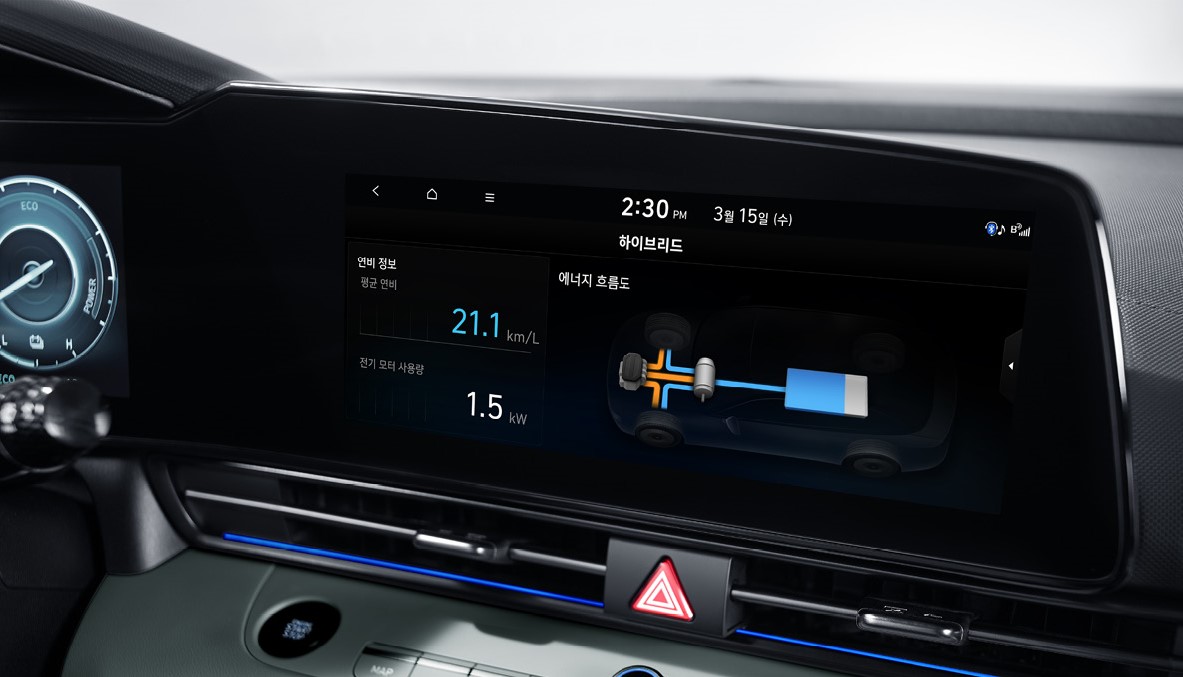 2:30 PM 3월 15일 (수)
하이브리드
연비 정보
평균 연비
21.1 km/L
전기 모터 사용량
1.5 kW
에너지 흐름도
ECO
POWER
L H
ECO
MAP